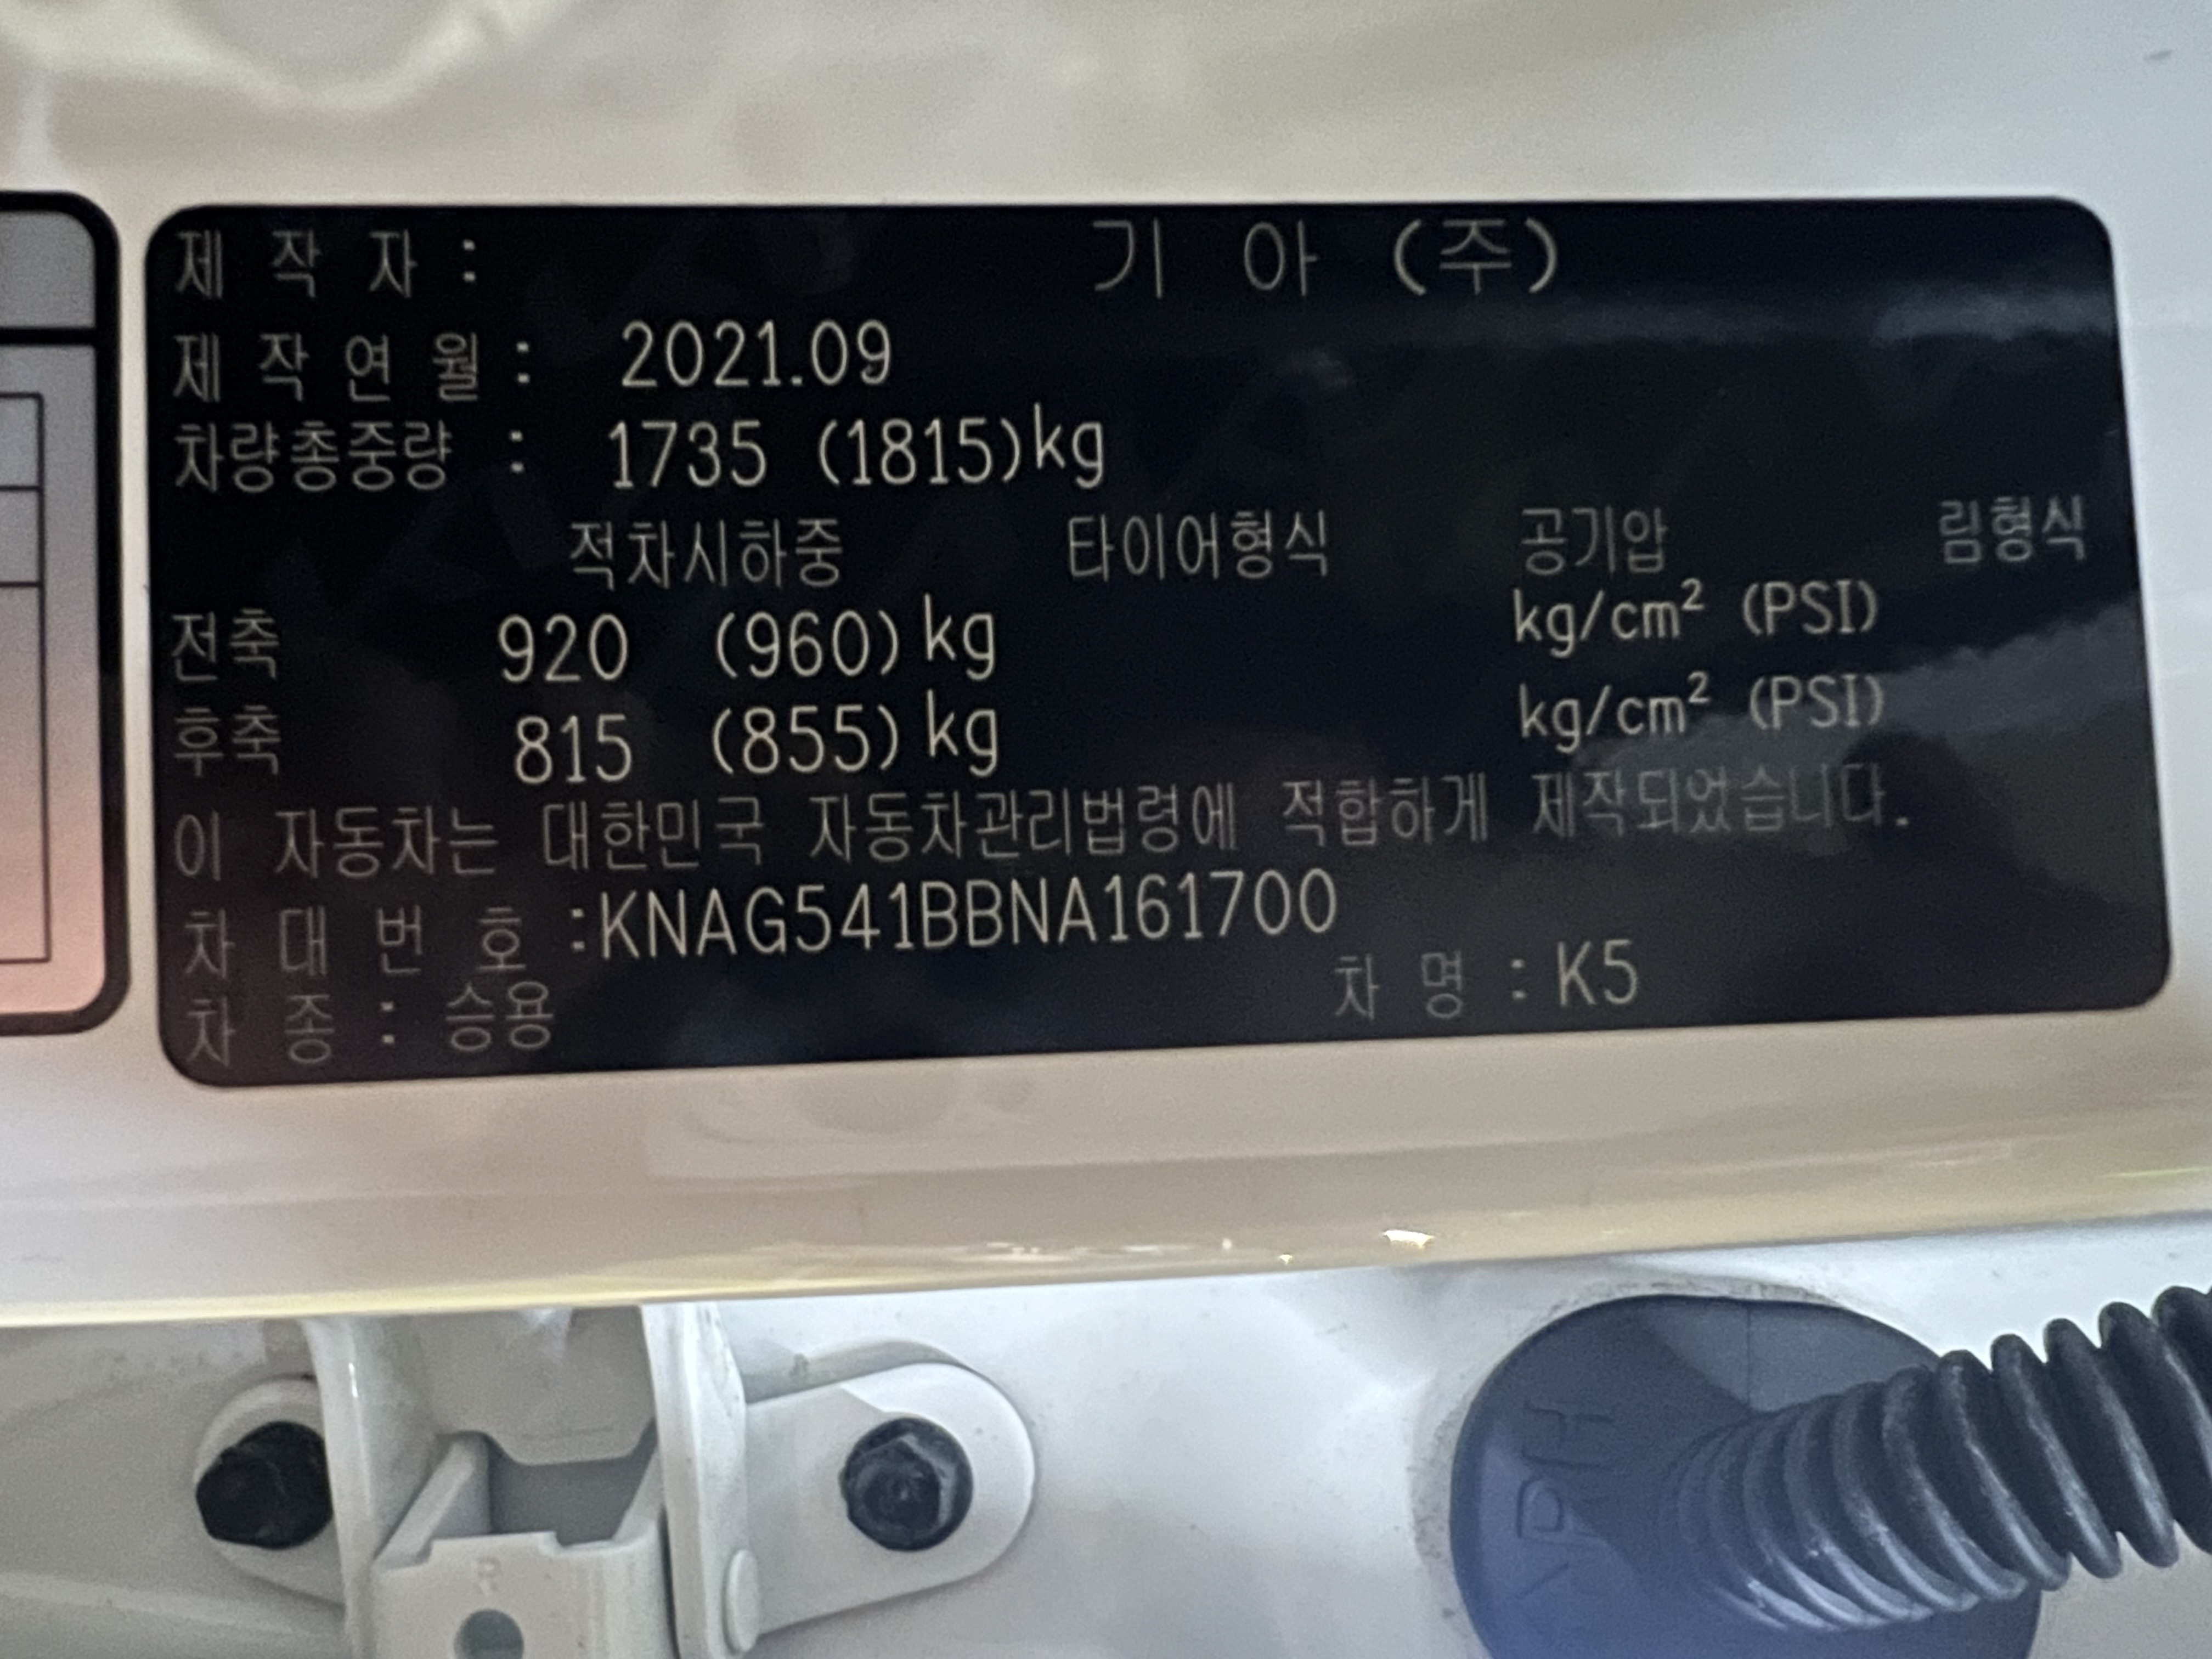 제 작 자 : 기 아 (주)
제 작 연 월 : 2021.09
차량총중량 : 1735 (1815)kg
적차시하중 타이어형식 공기압 림형식
전축 920 (960)kg kg/cm² (PSI)
후축 815 (855)kg kg/cm² (PSI)
이 자동차는 대한민국 자동차관리법령에 적합하게 제작되었습니다.
차 대 번 호 :KNAG541BBNA161700
차 종 : 승용 차 명 : K5